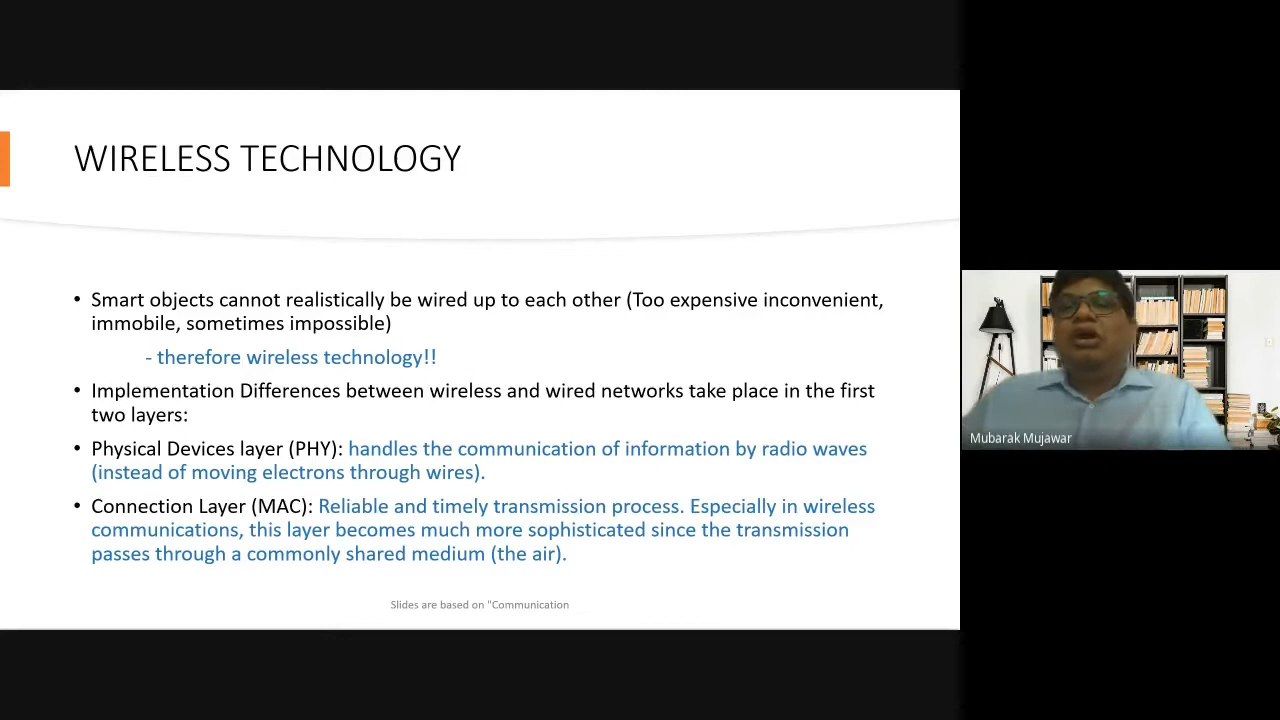 WIRELESS TECHNOLOGY
• Smart objects cannot realistically be wired up to each other (Too expensive inconvenient,
immobile, sometimes impossible)
- therefore wireless technology!!
• Implementation Differences between wireless and wired networks take place in the first
two layers:
• Physical Devices layer (PHY): handles the communication of information by radio waves
(instead of moving electrons through wires).
• Connection Layer (MAC): Reliable and timely transmission process. Especially in wireless
communications, this layer becomes much more sophisticated since the transmission
passes through a commonly shared medium (the air).
Slides are based on "Communication
Mubarak Mujawar